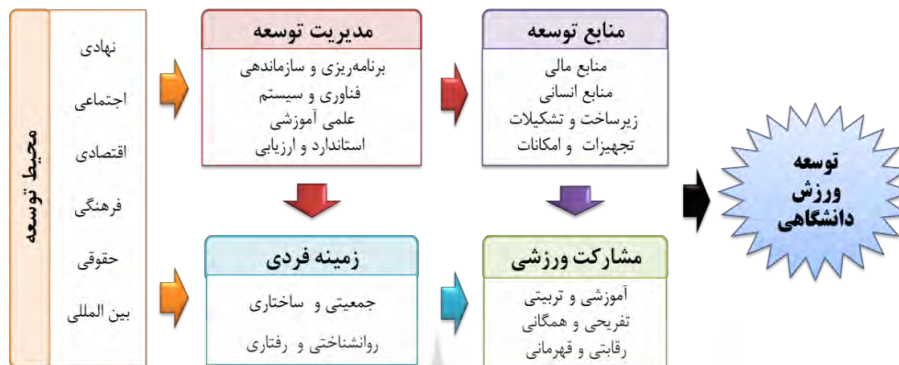 محیط توسعه
نهادی
اجتماعی
اقتصادی
فرهنگی
حقوقی
بین المللی
مدیریت توسعه
برنامه‌ریزی و سازماندهی
فناوری و سیستم
علمی آموزشی
استاندارد و ارزیابی
منابع توسعه
منابع مالی
منابع انسانی
زیرساخت و تشکیلات
تجهیزات و امکانات
زمینه فردی
جمعیتی و ساختاری
روانشناختی و رفتاری
مشارکت ورزشی
آموزشی و تربیتی
تفریحی و همگانی
رقابتی و قهرمانی
توسعه
ورزش
دانشگاهی